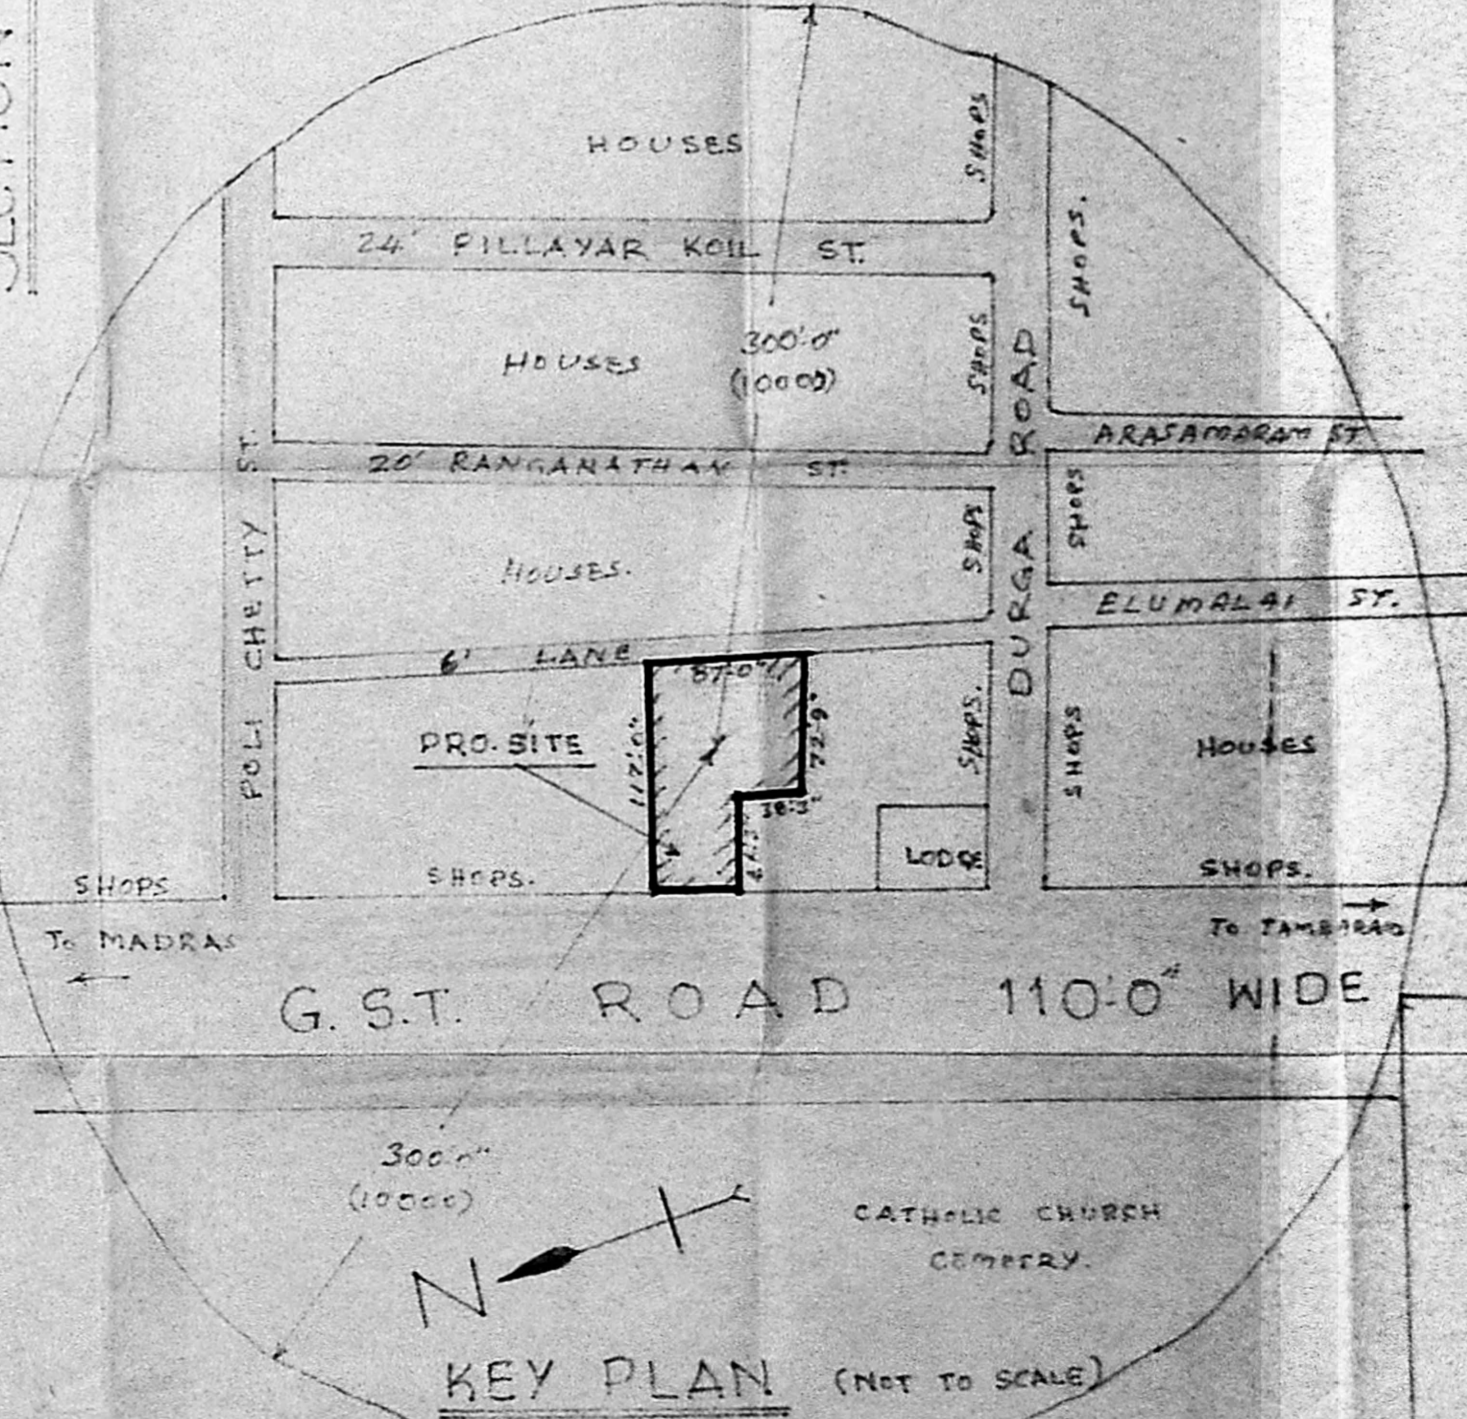 SECTION
HOUSES
SHOPS
SHOPS.
24' PILLAYAR KOIL ST.
HOUSES
300'-0"
(10000)
SHOPS
ROAD
ARASAMARAM ST
20' RANGANATHAN ST.
POLI CHETTY ST.
HOUSES.
SHOPS
SHOPS
DURGA
ELUMALAI ST.
6' LANE
87'-0"
PRO. SITE
117'-0"
72'-9"
38'-3"
SHOPS.
SHOPS
HOUSES
LODGE
SHOPS
SHOPS.
SHOPS.
To MADRAS
To TAMBARAM
G.S.T. ROAD 110'-0" WIDE
300'-0"
(10000)
N
CATHOLIC CHURCH
CEMETRY.
KEY PLAN (NOT TO SCALE)